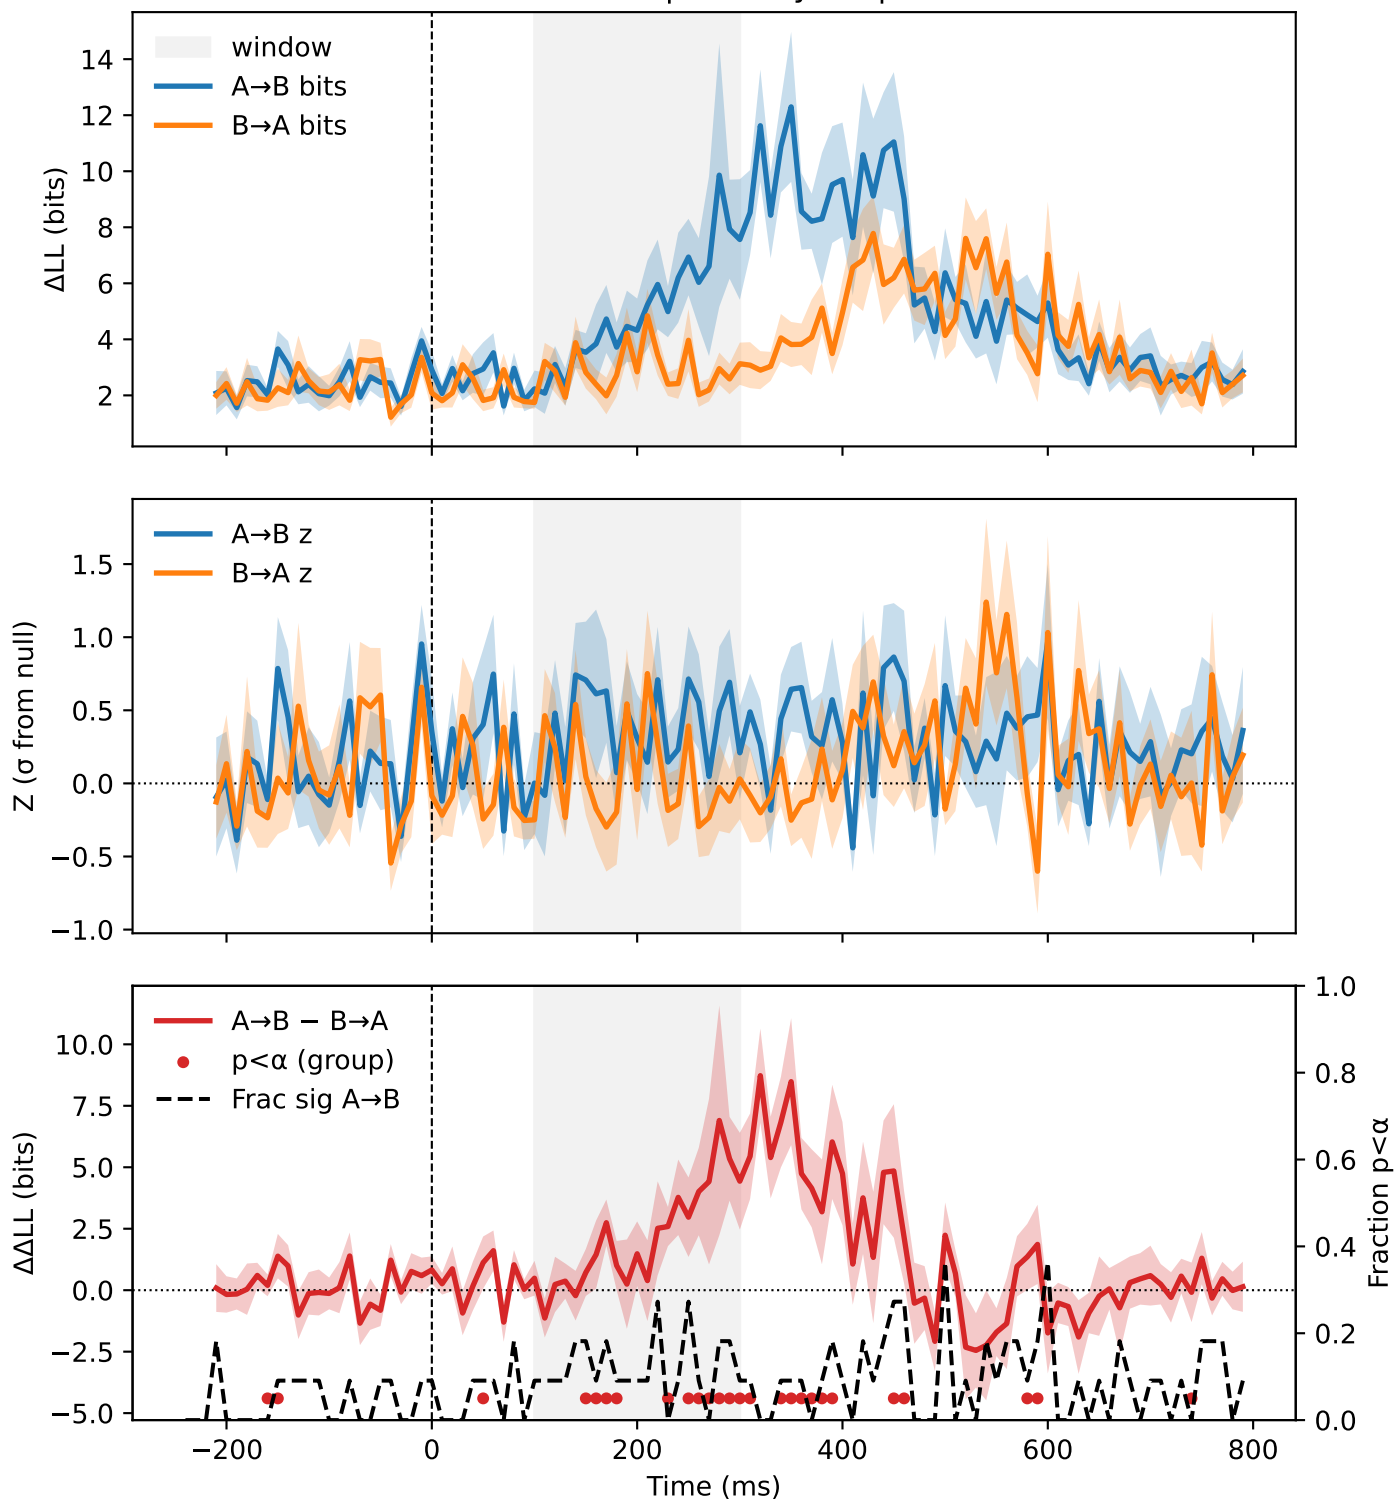 window
A→B bits
B→A bits
ΔLL (bits)
14
12
10
8
6
4
2
A→B z
B→A z
Z (σ from null)
1.5
1.0
0.5
0.0
−0.5
−1.0
A→B − B→A
p<α (group)
Frac sig A→B
ΔΔLL (bits)
10.0
7.5
5.0
2.5
0.0
−2.5
−5.0
1.0
0.8
0.6
0.4
0.2
0.0
Fraction p<α
−200
0
200
400
600
800
Time (ms)